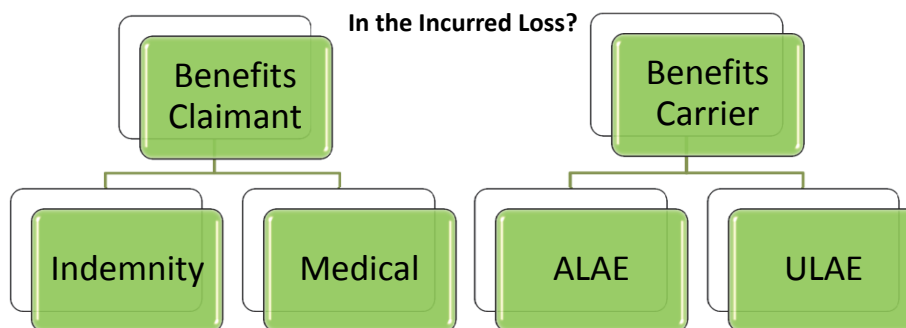 In the Incurred Loss?
Benefits
Claimant
Benefits
Carrier
Indemnity
Medical
ALAE
ULAE